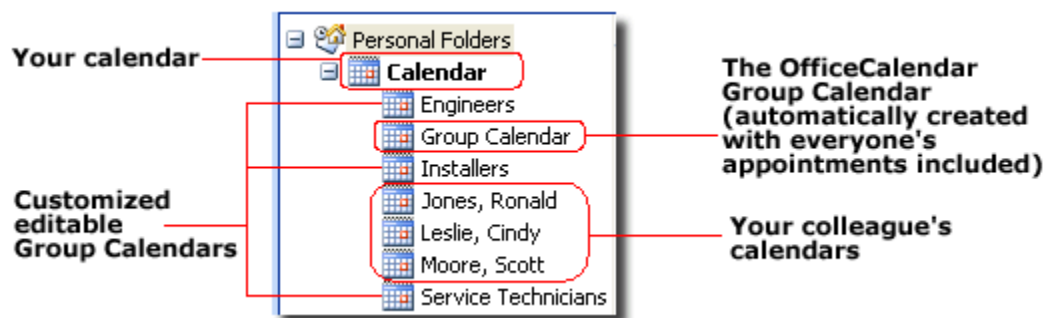 Personal Folders
Your calendar
Calendar
Engineers
Group Calendar
Installers
Jones, Ronald
Leslie, Cindy
Moore, Scott
Service Technicians
Customized
editable
Group Calendars
The OfficeCalendar
Group Calendar
(automatically created
with everyone's
appointments included)
Your colleague's
calendars